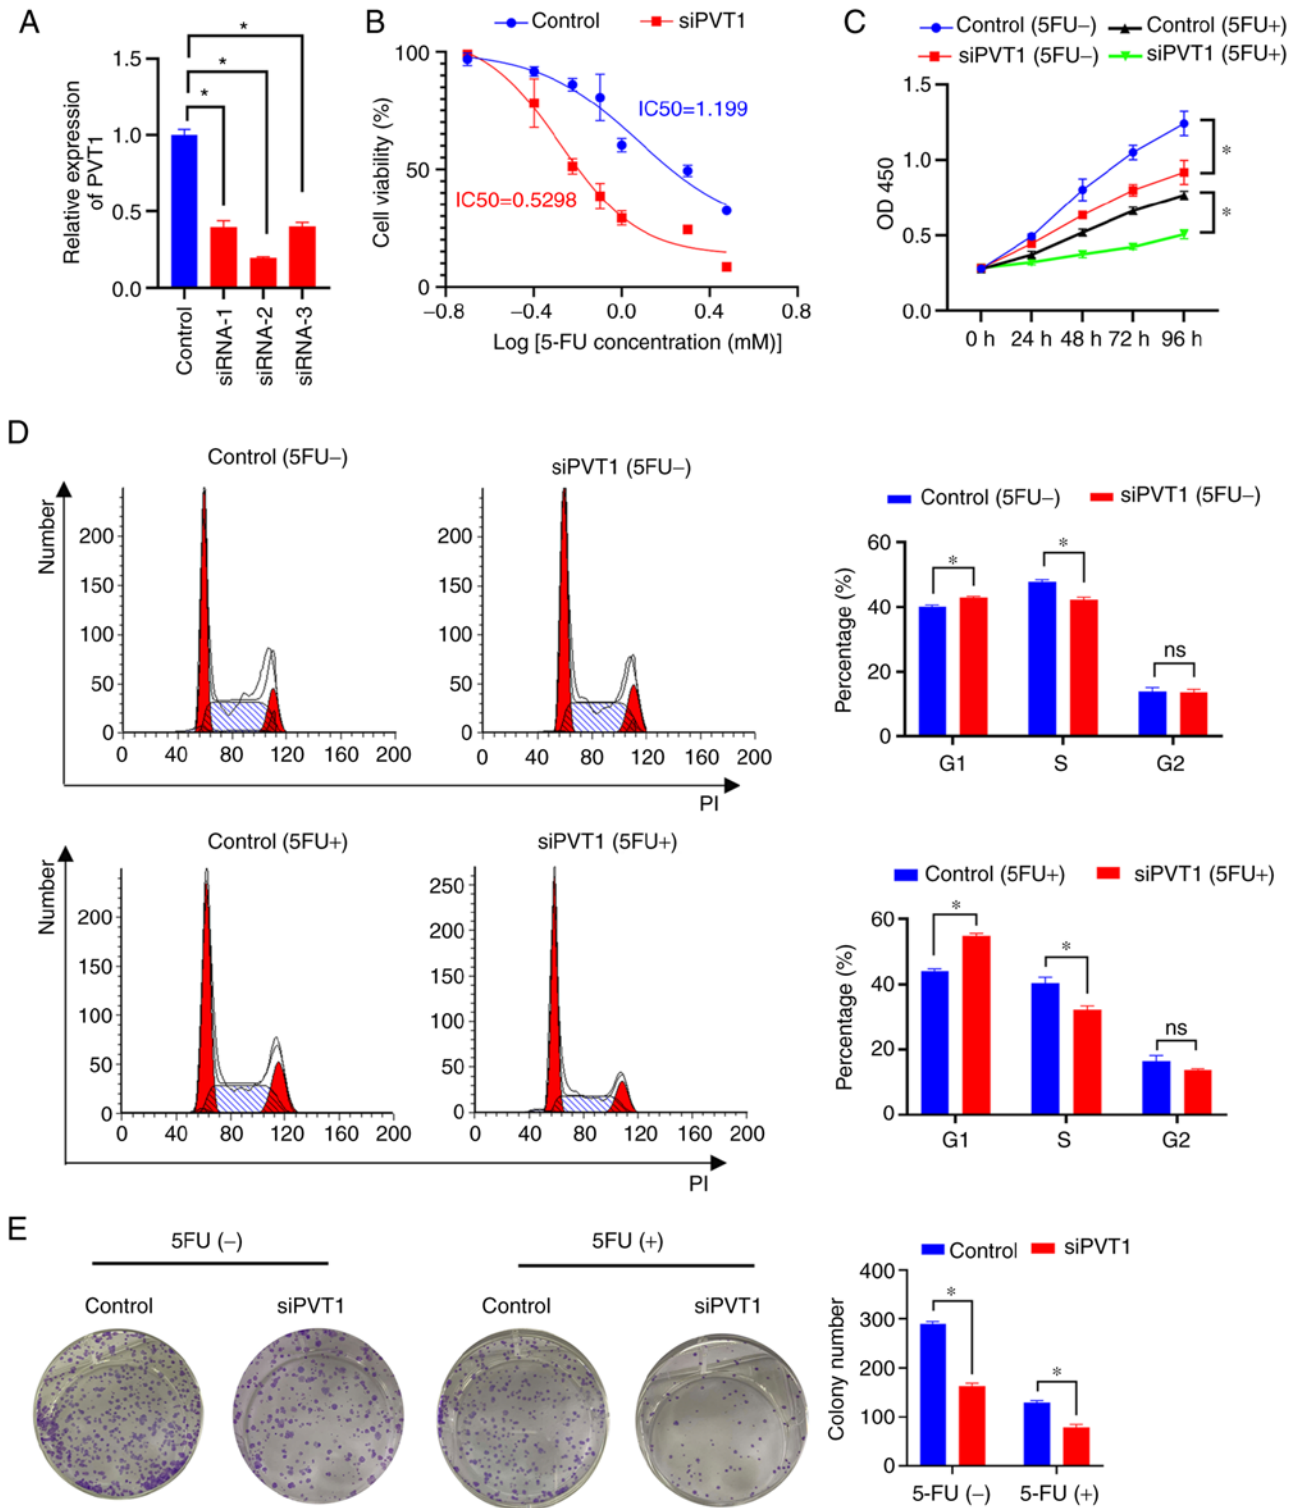 A
Relative expression
of PVT1
1.5
1.0
0.5
0.0
*
*
*
Control
siRNA-1
siRNA-2
siRNA-3
B
Control
siPVT1
Cell viability (%)
100
50
0
IC50=1.199
IC50=0.5298
−0.8
−0.4
0.0
0.4
0.8
Log [5-FU concentration (mM)]
C
Control (5FU−)
Control (5FU+)
siPVT1 (5FU−)
siPVT1 (5FU+)
OD 450
1.5
1.0
0.5
0.0
*
*
0 h
24 h
48 h
72 h
96 h
D
Control (5FU−)
Number
200
150
100
50
0
0
40
80
120
160
200
siPVT1 (5FU−)
200
150
100
50
0
0
40
80
120
160
200
PI
Control (5FU−)
siPVT1 (5FU−)
Percentage (%)
60
40
20
0
*
*
ns
G1
S
G2
Control (5FU+)
Number
200
150
100
50
0
0
40
80
120
160
200
siPVT1 (5FU+)
250
200
150
100
50
0
0
40
80
120
160
200
PI
Control (5FU+)
siPVT1 (5FU+)
Percentage (%)
60
40
20
0
*
*
ns
G1
S
G2
E
5FU (−)
5FU (+)
Control
siPVT1
Control
siPVT1
Control
siPVT1
Colony number
400
300
200
100
0
*
*
5-FU (−)
5-FU (+)